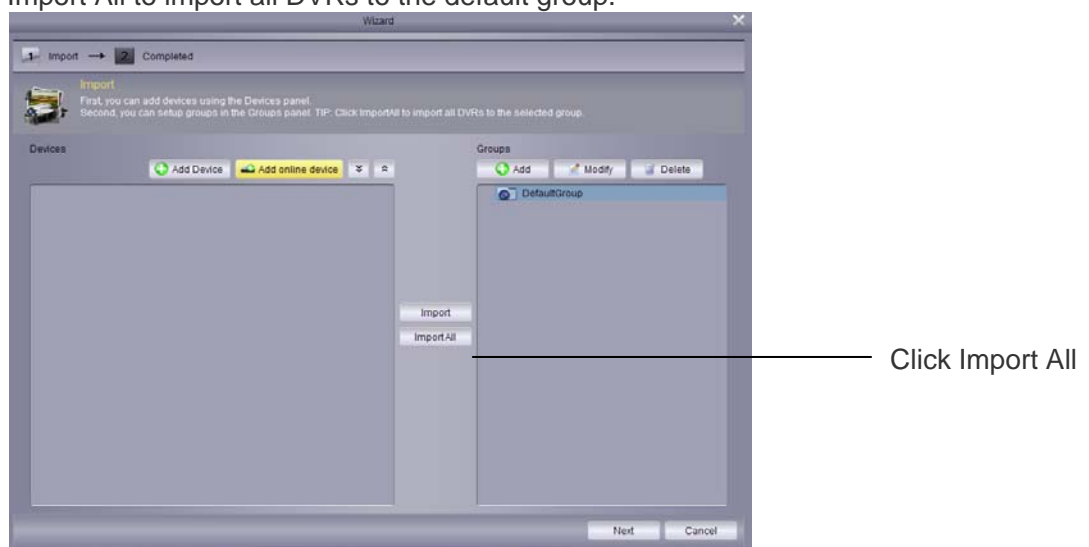 Import All to import all DVRs to the default group.
Wizard
1 Import → 2 Completed
Import
First, you can add devices using the Devices panel.
Second, you can setup groups in the Groups panel. TIP: Click ImportAll to import all DVRs to the selected group.
Devices
Groups
Add Device Add online device
Add Modify Delete
DefaultGroup
Import
ImportAll
Click Import All
Next Cancel